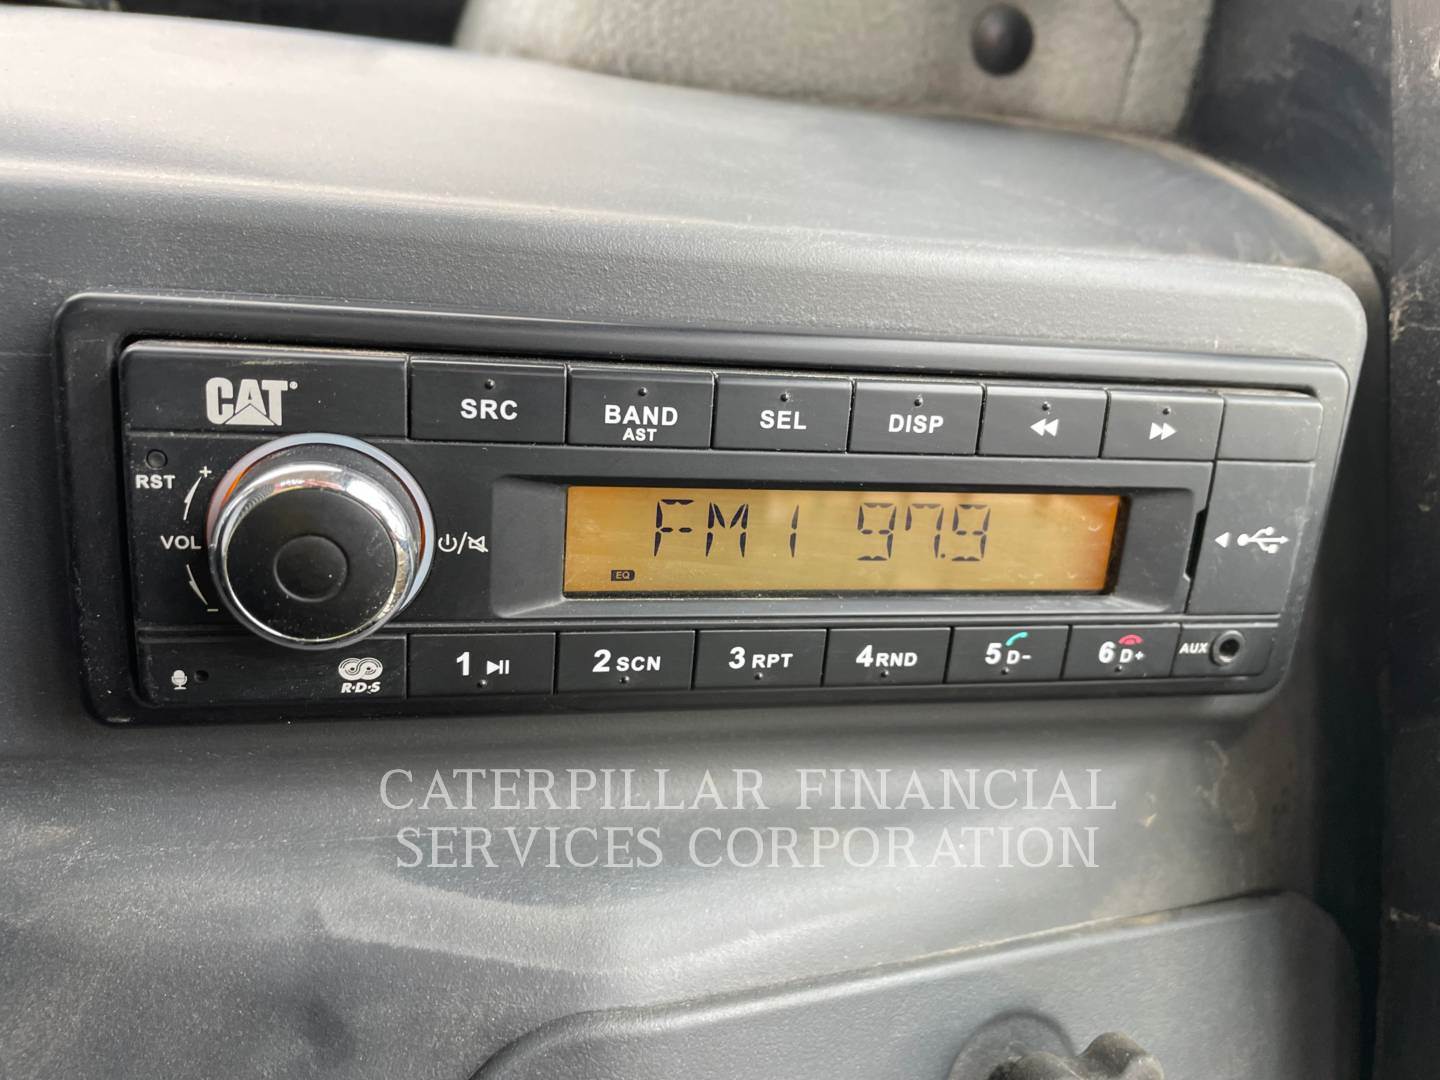 CAT®
SRC
BAND
AST
SEL
DISP
RST
+
VOL
-
FM1 97.9
EQ
R·D·S
1
2 SCN
3 RPT
4 RND
5 D-
6 D+
AUX
CATERPILLAR FINANCIAL
SERVICES CORPORATION